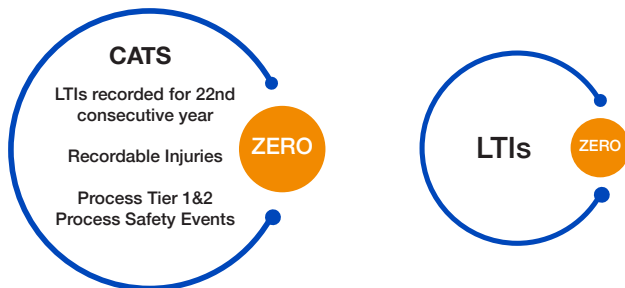 CATS
LTIs recorded for 22nd
consecutive year
Recordable Injuries
Process Tier 1&2
Process Safety Events
ZERO
LTIs
ZERO